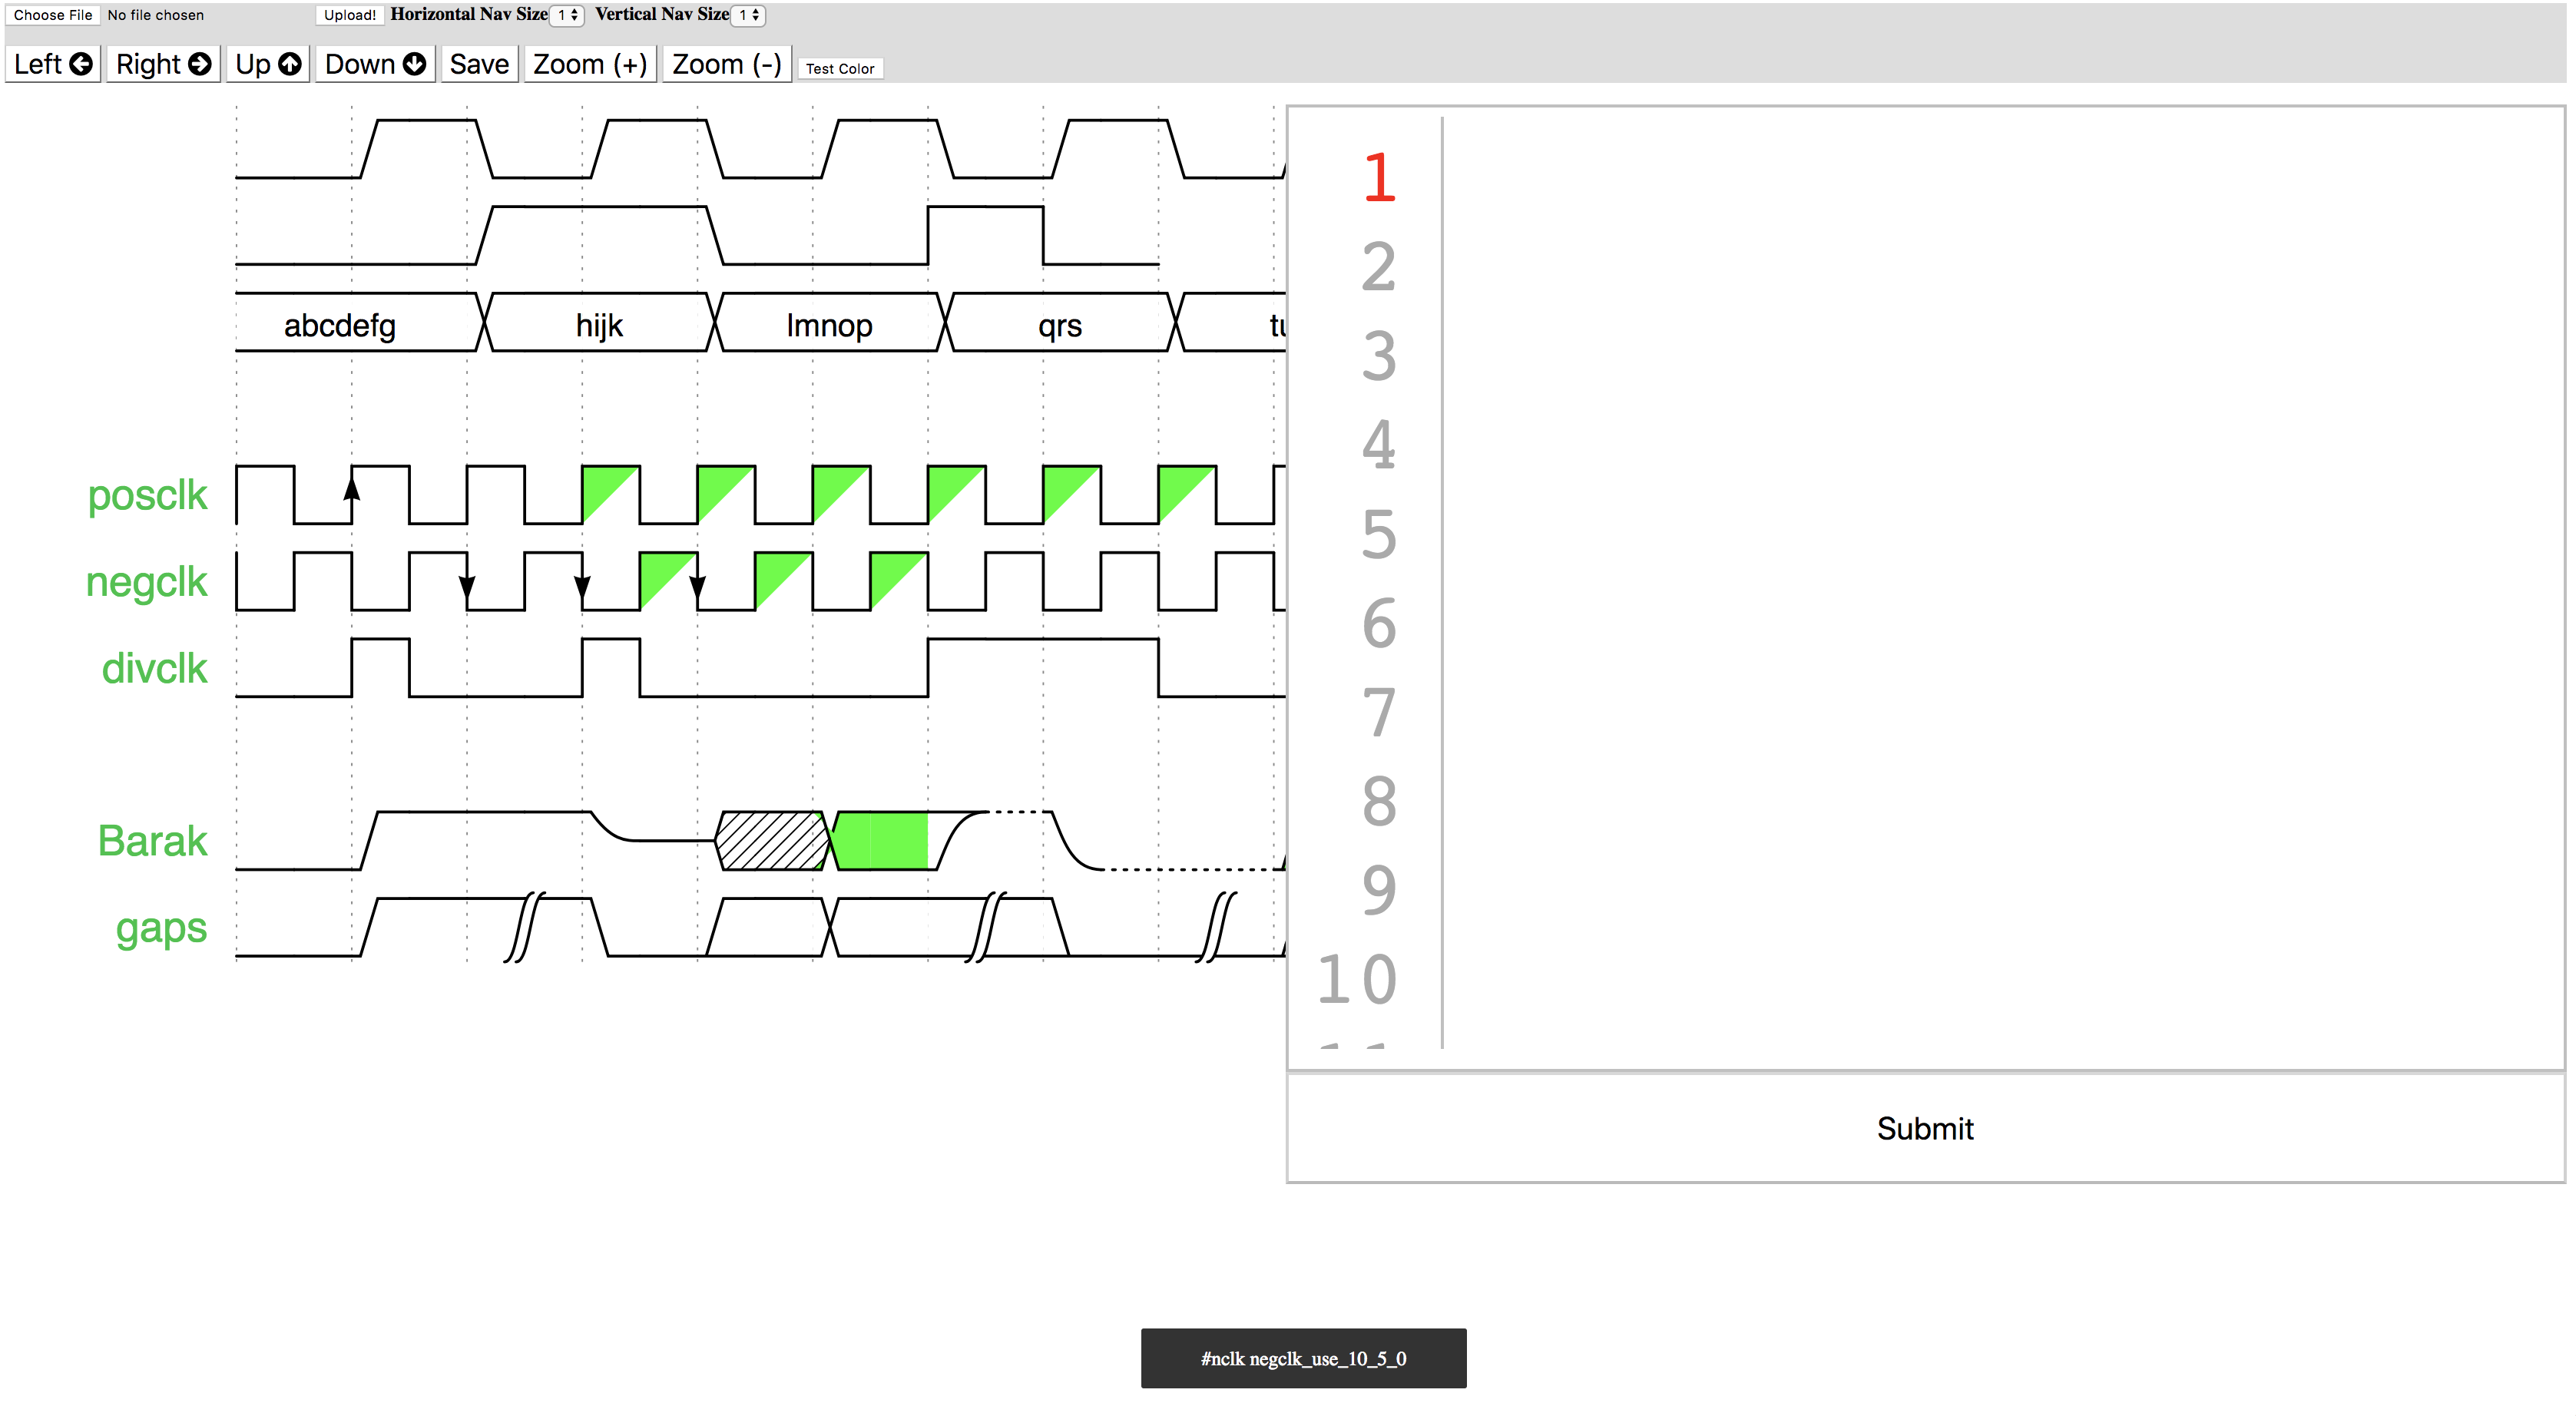 Choose File No file chosen Upload! Horizontal Nav Size 1 Vertical Nav Size 1
Left Right Up Down Save Zoom (+) Zoom (-) Test Color
abcdefg hijk lmnop qrs
posclk
negclk
divclk
Barak
gaps
1
2
3
4
5
6
7
8
9
10
Submit
#nclk negclk_use_10_5_0